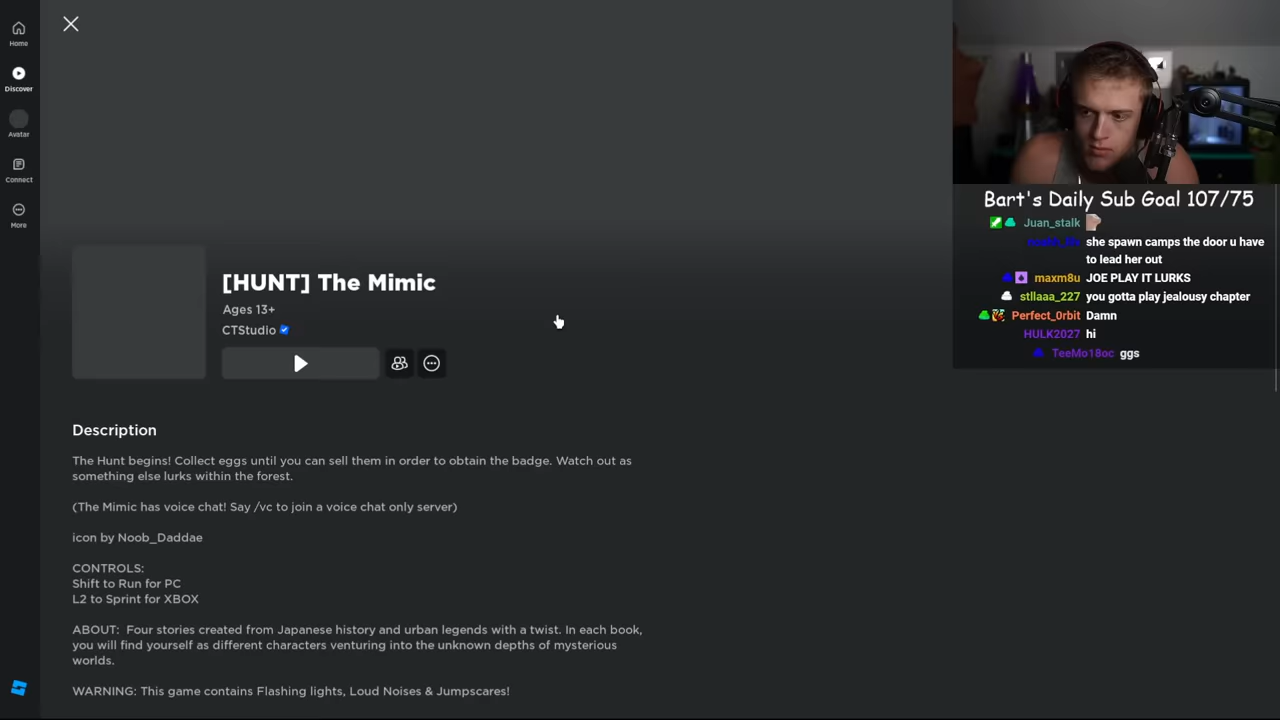 Home
Discover
Avatar
Connect
More
[HUNT] The Mimic
Ages 13+
CTStudio
Description
The Hunt begins! Collect eggs until you can sell them in order to obtain the badge. Watch out as
something else lurks within the forest.
(The Mimic has voice chat! Say /vc to join a voice chat only server)
icon by Noob_Daddae
CONTROLS:
Shift to Run for PC
L2 to Sprint for XBOX
ABOUT:  Four stories created from Japanese history and urban legends with a twist. In each book,
you will find yourself as different characters venturing into the unknown depths of mysterious
worlds.
WARNING: This game contains Flashing lights, Loud Noises & Jumpscares!
Bart's Daily Sub Goal 107/75
Juan_stalk
she spawn camps the door u have
to lead her out
maxm8u JOE PLAY IT LURKS
stllaaa_227 you gotta play jealousy chapter
Perfect_0rbit Damn
HULK2027 hi
TeeMo18oc ggs